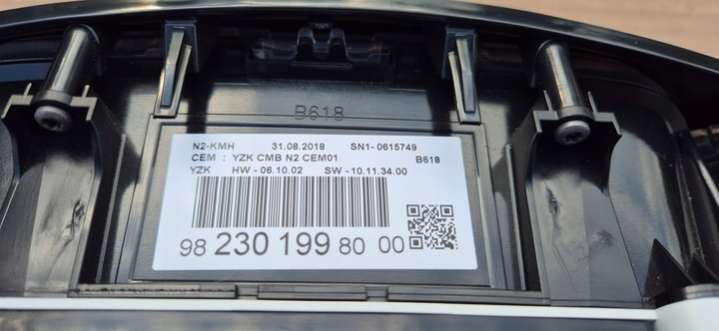 B618
N2-KMH 31.08.2018 SN1- 0615749
CEM : YZK CMB N2 CEM01 B618
YZK HW - 06.10.02 SW - 10.11.34.00
98 230 199 80 00